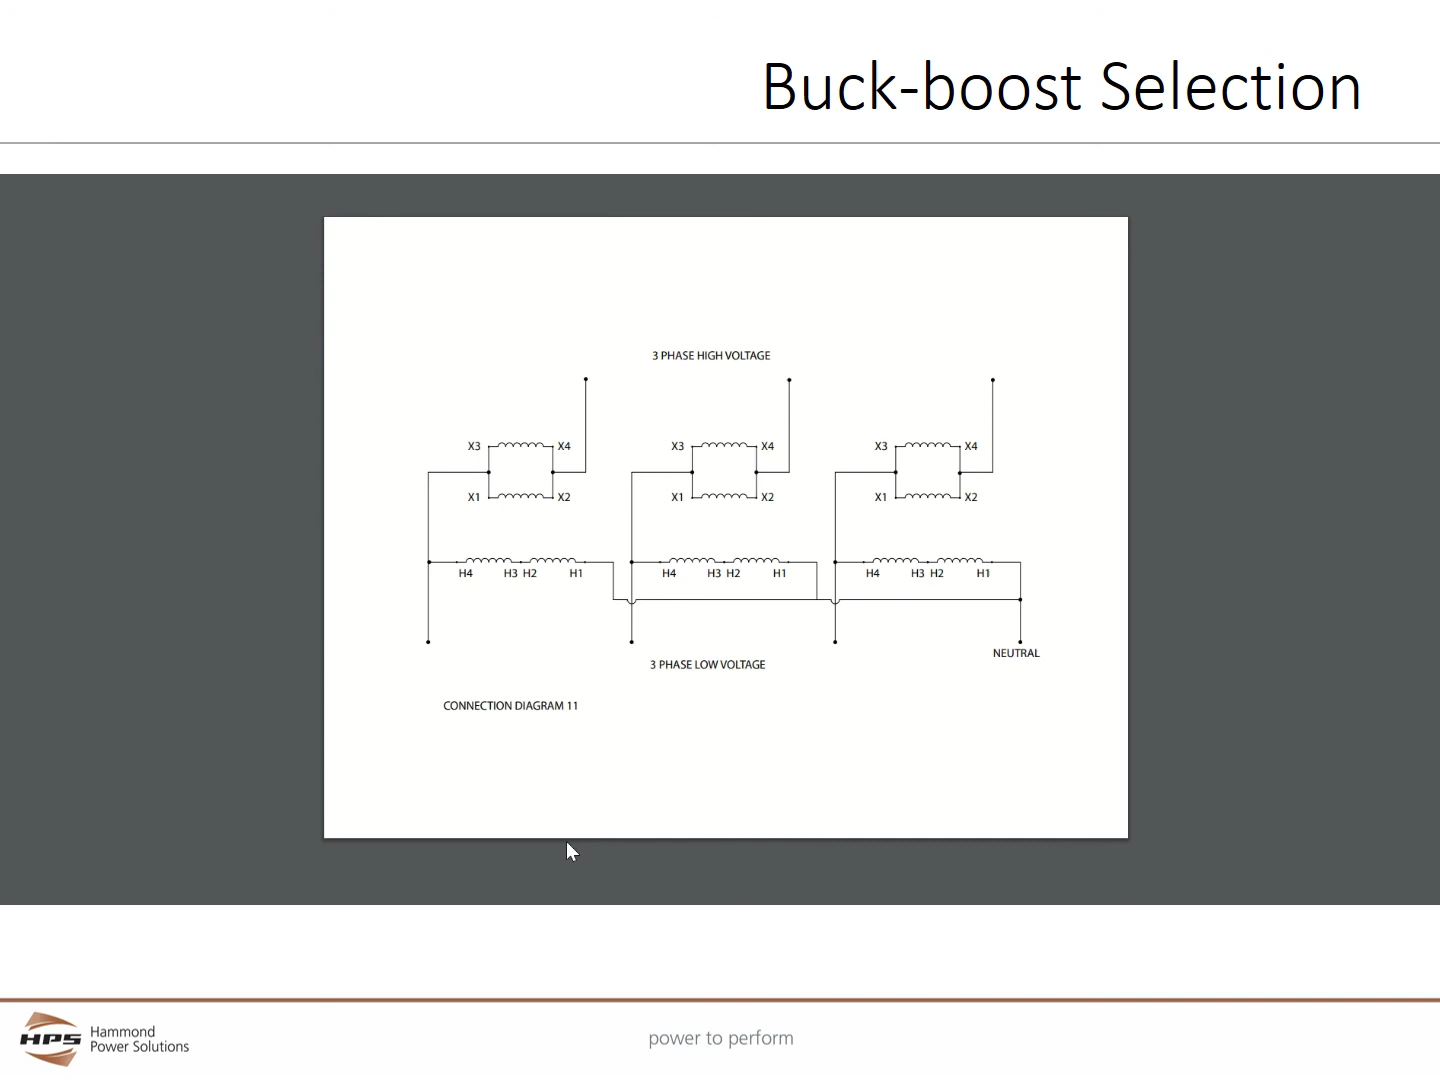 Buck-boost Selection
3 PHASE HIGH VOLTAGE
X3 X4 X3 X4 X3 X4
X1 X2 X1 X2 X1 X2
H4 H3 H2 H1 H4 H3 H2 H1 H4 H3 H2 H1
NEUTRAL
3 PHASE LOW VOLTAGE
CONNECTION DIAGRAM 11
HPS
Hammond
Power Solutions
power to perform